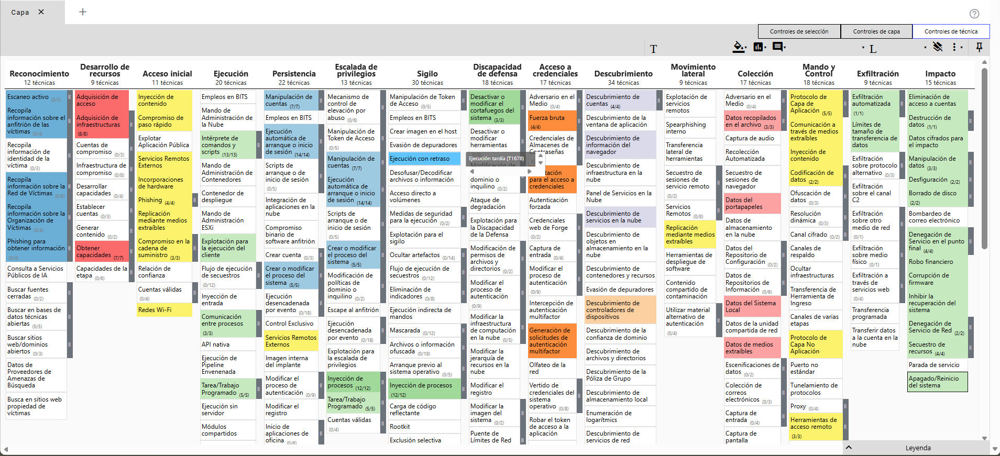 Capa
Controles de selección
Controles de capa
Controles de técnica
T
L
Reconocimiento
12 técnicas
Escaneo activo (0/3)
Recopila
información sobre el
anfitrión de las
víctimas (0/4)
Recopila
información de
identidad de la
víctima (0/3)
Recopila
información sobre la
Red de Víctimas (0/6)
Recopila
información sobre la
Organización de
Víctimas (0/4)
Phishing para
obtener información
(0/4)
Consulta a Servicios
Públicos de IA
Buscar fuentes
cerradas (0/2)
Buscar en bases de
datos técnicas
abiertas (0/5)
Buscar sitios
web/dominios
abiertos (0/3)
Datos de
Proveedores de
Amenazas de
Búsqueda
Busca en sitios web
propiedad de
víctimas
Desarrollo de
recursos
9 técnicas
Adquisición de
acceso
Adquisición de
infraestructuras
(8/8)
Cuentas de
compromiso (0/3)
Infraestructura de
compromiso (0/8)
Desarrollar
capacidades (0/4)
Establecer
cuentas (0/3)
Generar
contenido (0/2)
Obtener
capacidades (7/7)
Capacidades de la
etapa (0/6)
Acceso inicial
11 técnicas
Inyección de
contenido
Compromiso de
paso rápido
Explotar
Aplicación Pública
Servicios Remotos
Externos
Incorporaciones
de hardware
Phishing (4/4)
Replicación
mediante medios
extraíbles
Compromiso en la
cadena de
suministro (3/3)
Relación de
confianza
Cuentas válidas
(0/4)
Redes Wi-Fi
Ejecución
20 técnicas
Empleos en BITS
Mando de
Administración de
la Nube
Intérprete de
comandos y
scripts (13/13)
Mando de
Administración de
Contenedores
Contenedor de
despliegue
Mando de
Administración
ESXi
Explotación para
la ejecución del
cliente
Flujo de ejecución
de secuestros
(0/12)
Inyección de
entrada
Comunicación
entre procesos
(3/3)
API nativa
Ejecución de
Pipeline
Envenenada
Tarea/Trabajo
Programado (5/5)
Ejecución sin
servidor
Módulos
compartidos
Persistencia
22 técnicas
Manipulación de
cuentas (7/7)
Empleos en BITS
Ejecución
automática de
arranque o inicio
de sesión (14/14)
Scripts de
arranque o de
inicio de sesión
(0/5)
Integración de
aplicaciones en la
nube
Compromiso
binario de
software anfitrión
Crear cuenta (0/3)
Crear o modificar
el proceso del
sistema (5/5)
Ejecución
desencadenada
por evento (0/18)
Control Exclusivo
Servicios Remotos
Externos
Imagen interna
del implante
Modificar el
proceso de
autenticación (0/9)
Modificar el
registro
Inicio de
aplicaciones de
oficina (0/6)
Escalada de
privilegios
13 técnicas
Mecanismo de
control de
elevación por
abuso (0/6)
Manipulación de
Token de Acceso
(0/5)
Manipulación de
cuentas (7/7)
Ejecución
automática de
arranque o inicio
de sesión (14/14)
Scripts de
arranque o de
inicio de sesión
(0/5)
Crear o modificar
el proceso del
sistema (5/5)
Modificación de
políticas de
dominio o
inquilino (0/2)
Escape al anfitrión
Ejecución
desencadenada
por evento (0/18)
Explotación para
la escalada de
privilegios
Inyección de
procesos (12/12)
Tarea/Trabajo
Programado (5/5)
Cuentas válidas
(0/4)
Sigilo
30 técnicas
Manipulación de Token
de Acceso (0/5)
Empleos en BITS
Crear imagen en el host
Evasión de depuradores
Ejecución con retraso
Desofusar/Decodificar
archivos o información
Acceso directo a
volúmenes
Medidas de seguridad
para la ejecución (0/2)
Explotación para el
sigilo
Ocultar artefactos (0/14)
Flujo de ejecución de
secuestros (0/12)
Eliminación de
indicadores (0/8)
Ejecución indirecta de
mandos
Mascarada (0/12)
Archivos o información
ofuscada (0/18)
Arranque previo al
sistema operativo (0/5)
Inyección de procesos
(12/12)
Carga de código
reflectante
Rootkit
Exclusión selectiva
Discapacidad
de defensa
18 técnicas
Desactivar o
modificar el
cortafuegos del
sistema (3/3)
Desactivar o
modificar
herramientas
Ejecución tardía (T1678)
dominio o
inquilino (0/2)
Ataque de
degradación
Explotación para
la Discapacidad
de la Defensa
Modificación de
permisos de
archivos y
directorios (0/2)
Modificar el
proceso de
autenticación
(0/9)
Modificar la
infraestructura
de computación
en la nube (0/5)
Modificar la
jerarquía de
recursos en la
nube
Modificar el
registro
Modificar la
imagen del
sistema (0/2)
Puente de
Límites de Red
Acceso a
credenciales
17 técnicas
Adversario en el
Medio (0/4)
Fuerza bruta
(4/4)
Credenciales de
Almacenes de
para el acceso a
credenciales
Autenticación
forzada
Credenciales
web de Forge
(0/2)
Captura de
entrada (0/4)
Modificar el
proceso de
autenticación
(0/9)
Intercepción de
autenticación
multifactor
Generación de
solicitudes de
autenticación
multifactor
Olfateo de la
red
Vertido de
credenciales del
sistema
operativo (0/8)
Robar el token
de acceso a la
aplicación
Descubrimiento
34 técnicas
Descubrimiento de
cuentas (4/4)
Descubrimiento de la
ventana de aplicación
Descubrimiento de
información del
navegador
Descubrimiento de
infraestructura en la
nube
Panel de Servicios en la
Nube
Descubrimiento de
servicios en la nube
Descubrimiento de
objetos en
almacenamiento en la
nube
Descubrimiento de
contenedores y recursos
Evasión de depuradores
Descubrimiento de
controladores de
dispositivos
Descubrimiento de la
confianza de dominio
Descubrimiento de
archivos y directorios
Descubrimiento de la
Póliza de Grupo
Descubrimiento de
almacenamiento local
Enumeración de
logarítmics
Descubrimiento de
servicios de red
Movimiento
lateral
9 técnicas
Explotación de
servicios
remotos
Spearphishing
interno
Transferencia
lateral de
herramientas
Secuestro de
sesiones de
servicio remoto
(0/2)
Servicios
Remotos (0/8)
Replicación
mediante medios
extraíbles
Herramientas de
despliegue de
software
Contenido
compartido de
contaminación
Utilizar material
alternativo de
autenticación
(0/4)
Colección
17 técnicas
Adversario en el
Medio (0/4)
Datos recopilados
en el archivo (3/3)
Captura de audio
Recolección
Automatizada
Secuestro de
sesiones de
navegador
Datos del
portapapeles
Datos de
almacenamiento
en la nube
Datos del
Repositorio de
Configuración (0/2)
Datos de
Repositorios de
Información (0/6)
Datos del Sistema
Local
Datos de la unidad
compartida de red
Datos de medios
extraíbles
Escenificaciones de
datos (0/2)
Colección de
correos
electrónicos (0/3)
Captura de
entrada (0/4)
Captura de
pantalla
Mando y
Control
18 técnicas
Protocolo de
Capa de
Aplicación (5/5)
Comunicación a
través de medios
extraíbles
Inyección de
contenido
Codificación de
datos (2/2)
Ofuscación de
datos (0/3)
Resolución
dinámica (0/3)
Canal cifrado (0/2)
Canales de
respaldo
Ocultar
infraestructuras
Transferencia de
Herramienta de
Ingreso
Canales de varias
etapas
Protocolo de
Capa No
Aplicación
Puerto no
estándar
Tunelamiento de
protocolos
Proxy (0/4)
Herramientas de
acceso remoto
(3/3)
Exfiltración
9 técnicas
Exfiltración
automatizada
(1/1)
Límites de
tamaño de
transferencia de
datos
Exfiltración
sobre protocolo
alternativo (0/3)
Exfiltración
sobre el canal
C2
Exfiltración
sobre otro
medio de red
(0/1)
Exfiltración
sobre medio
físico (0/1)
Exfiltración a
través de
servicios web
(0/4)
Transferencia
programada
Transferir datos
a la cuenta en la
nube
Impacto
15 técnicas
Eliminación de
acceso a cuentas
Destrucción de
datos (1/1)
Datos cifrados para
el impacto
Manipulación de
datos (3/3)
Desfiguración (2/2)
Borrado de disco
(2/2)
Bombardeo de
correo electrónico
Denegación de
Servicio en el punto
final (4/4)
Robo financiero
Corrupción de
firmware
Inhibir la
recuperación del
sistema
Denegación de
Servicio de Red (2/2)
Secuestro de
recursos (4/4)
Parada de servicio
Apagado/Reinicio
del sistema
Leyenda